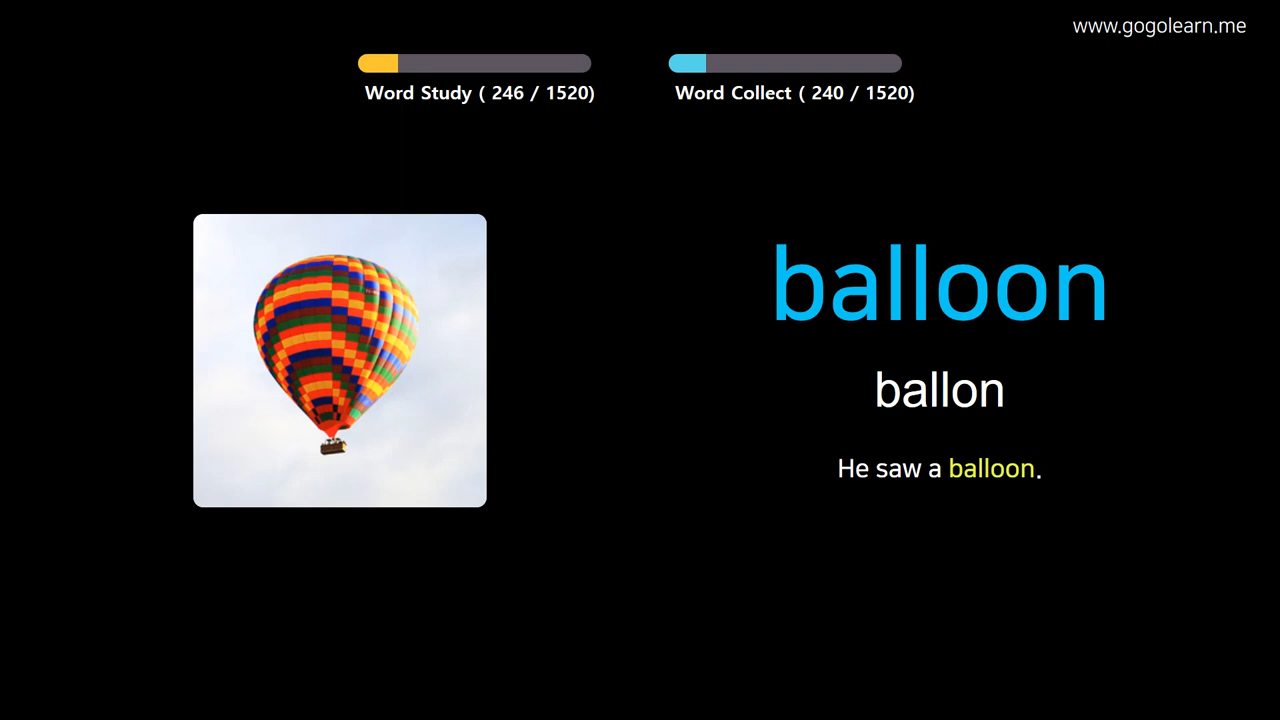 www.gogolearn.me
Word Study ( 246 / 1520)
Word Collect ( 240 / 1520)
balloon
ballon
He saw a balloon.